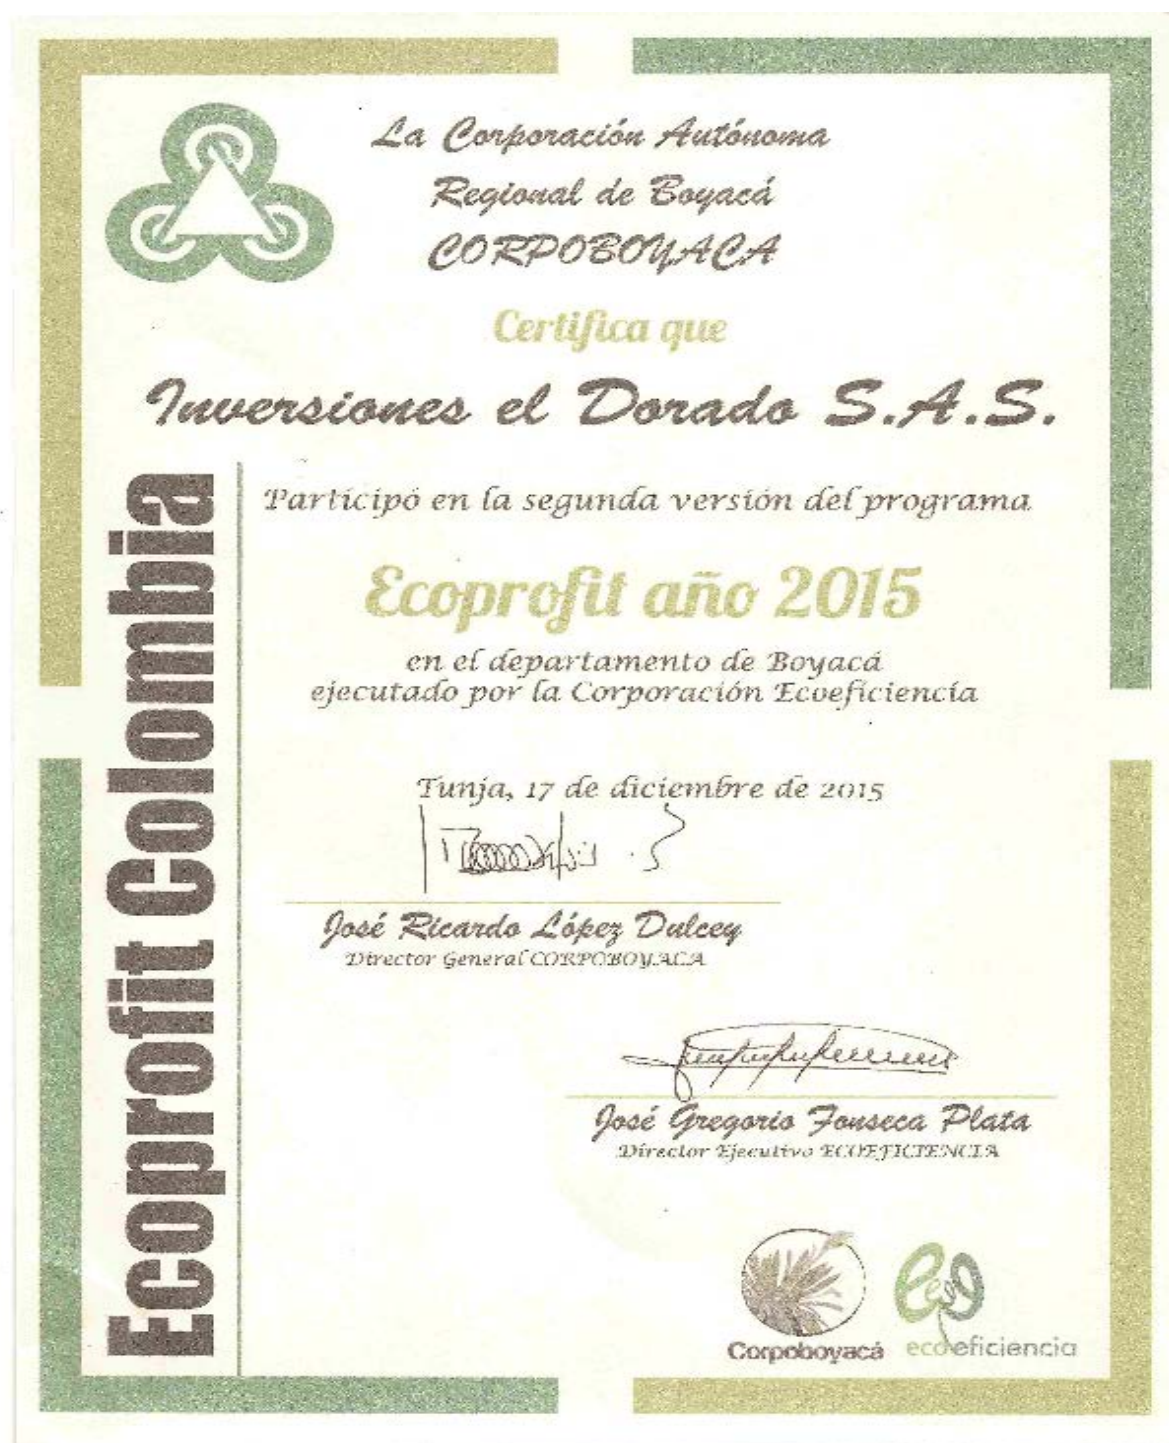 La Corporación Autónoma
Regional de Boyacá
CORPOBOYACA
Certifica que
Inversiones el Dorado S.A.S.
Participó en la segunda versión del programa
Ecoprofit año 2015
en el departamento de Boyacá
ejecutado por la Corporación Ecoeficiencia
Tunja, 17 de diciembre de 2015
José Ricardo López Dulcey
Director General CORPOBOYACA
José Gregorio Fonseca Plata
Director Ejecutivo ECOEFICIENCIA
Ecoprofit Colombia
Corpoboyacá
ecoeficiencia